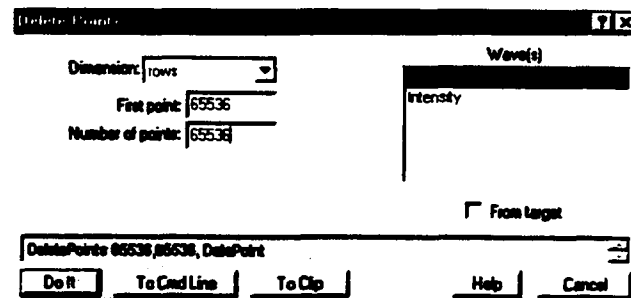 Delete Points
Dimension: rows
Wave(s)
First point: 65536
Intensity
Number of points: 65536
From target
DeletePoints 65536,65536, DataPoint
Do It
To Cmd Line
To Clip
Help
Cancel